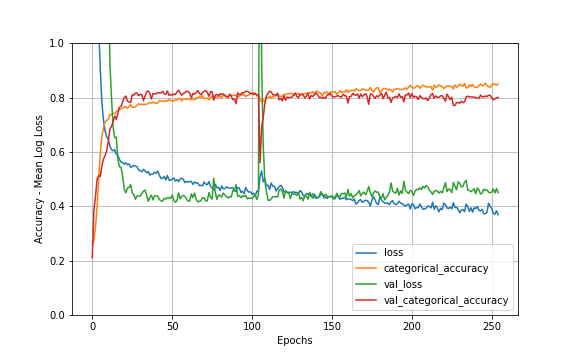 1.0
0.8
0.6
0.4
0.2
0.0
Accuracy - Mean Log Loss
0
50
100
150
200
250
Epochs
loss
categorical_accuracy
val_loss
val_categorical_accuracy